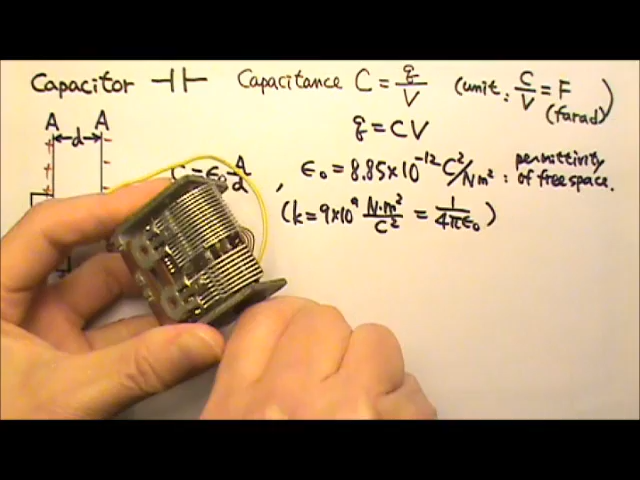 Capacitor ⊣⊢ Capacitance C = q/V (unit: C/V = F (farad))
q = CV
A A
d
C = ε₀ A/d , ε₀ = 8.85×10⁻¹² C²/N m² : permittivity of free space.
(k = 9×10⁹ N·m²/C² = 1/4πε₀)